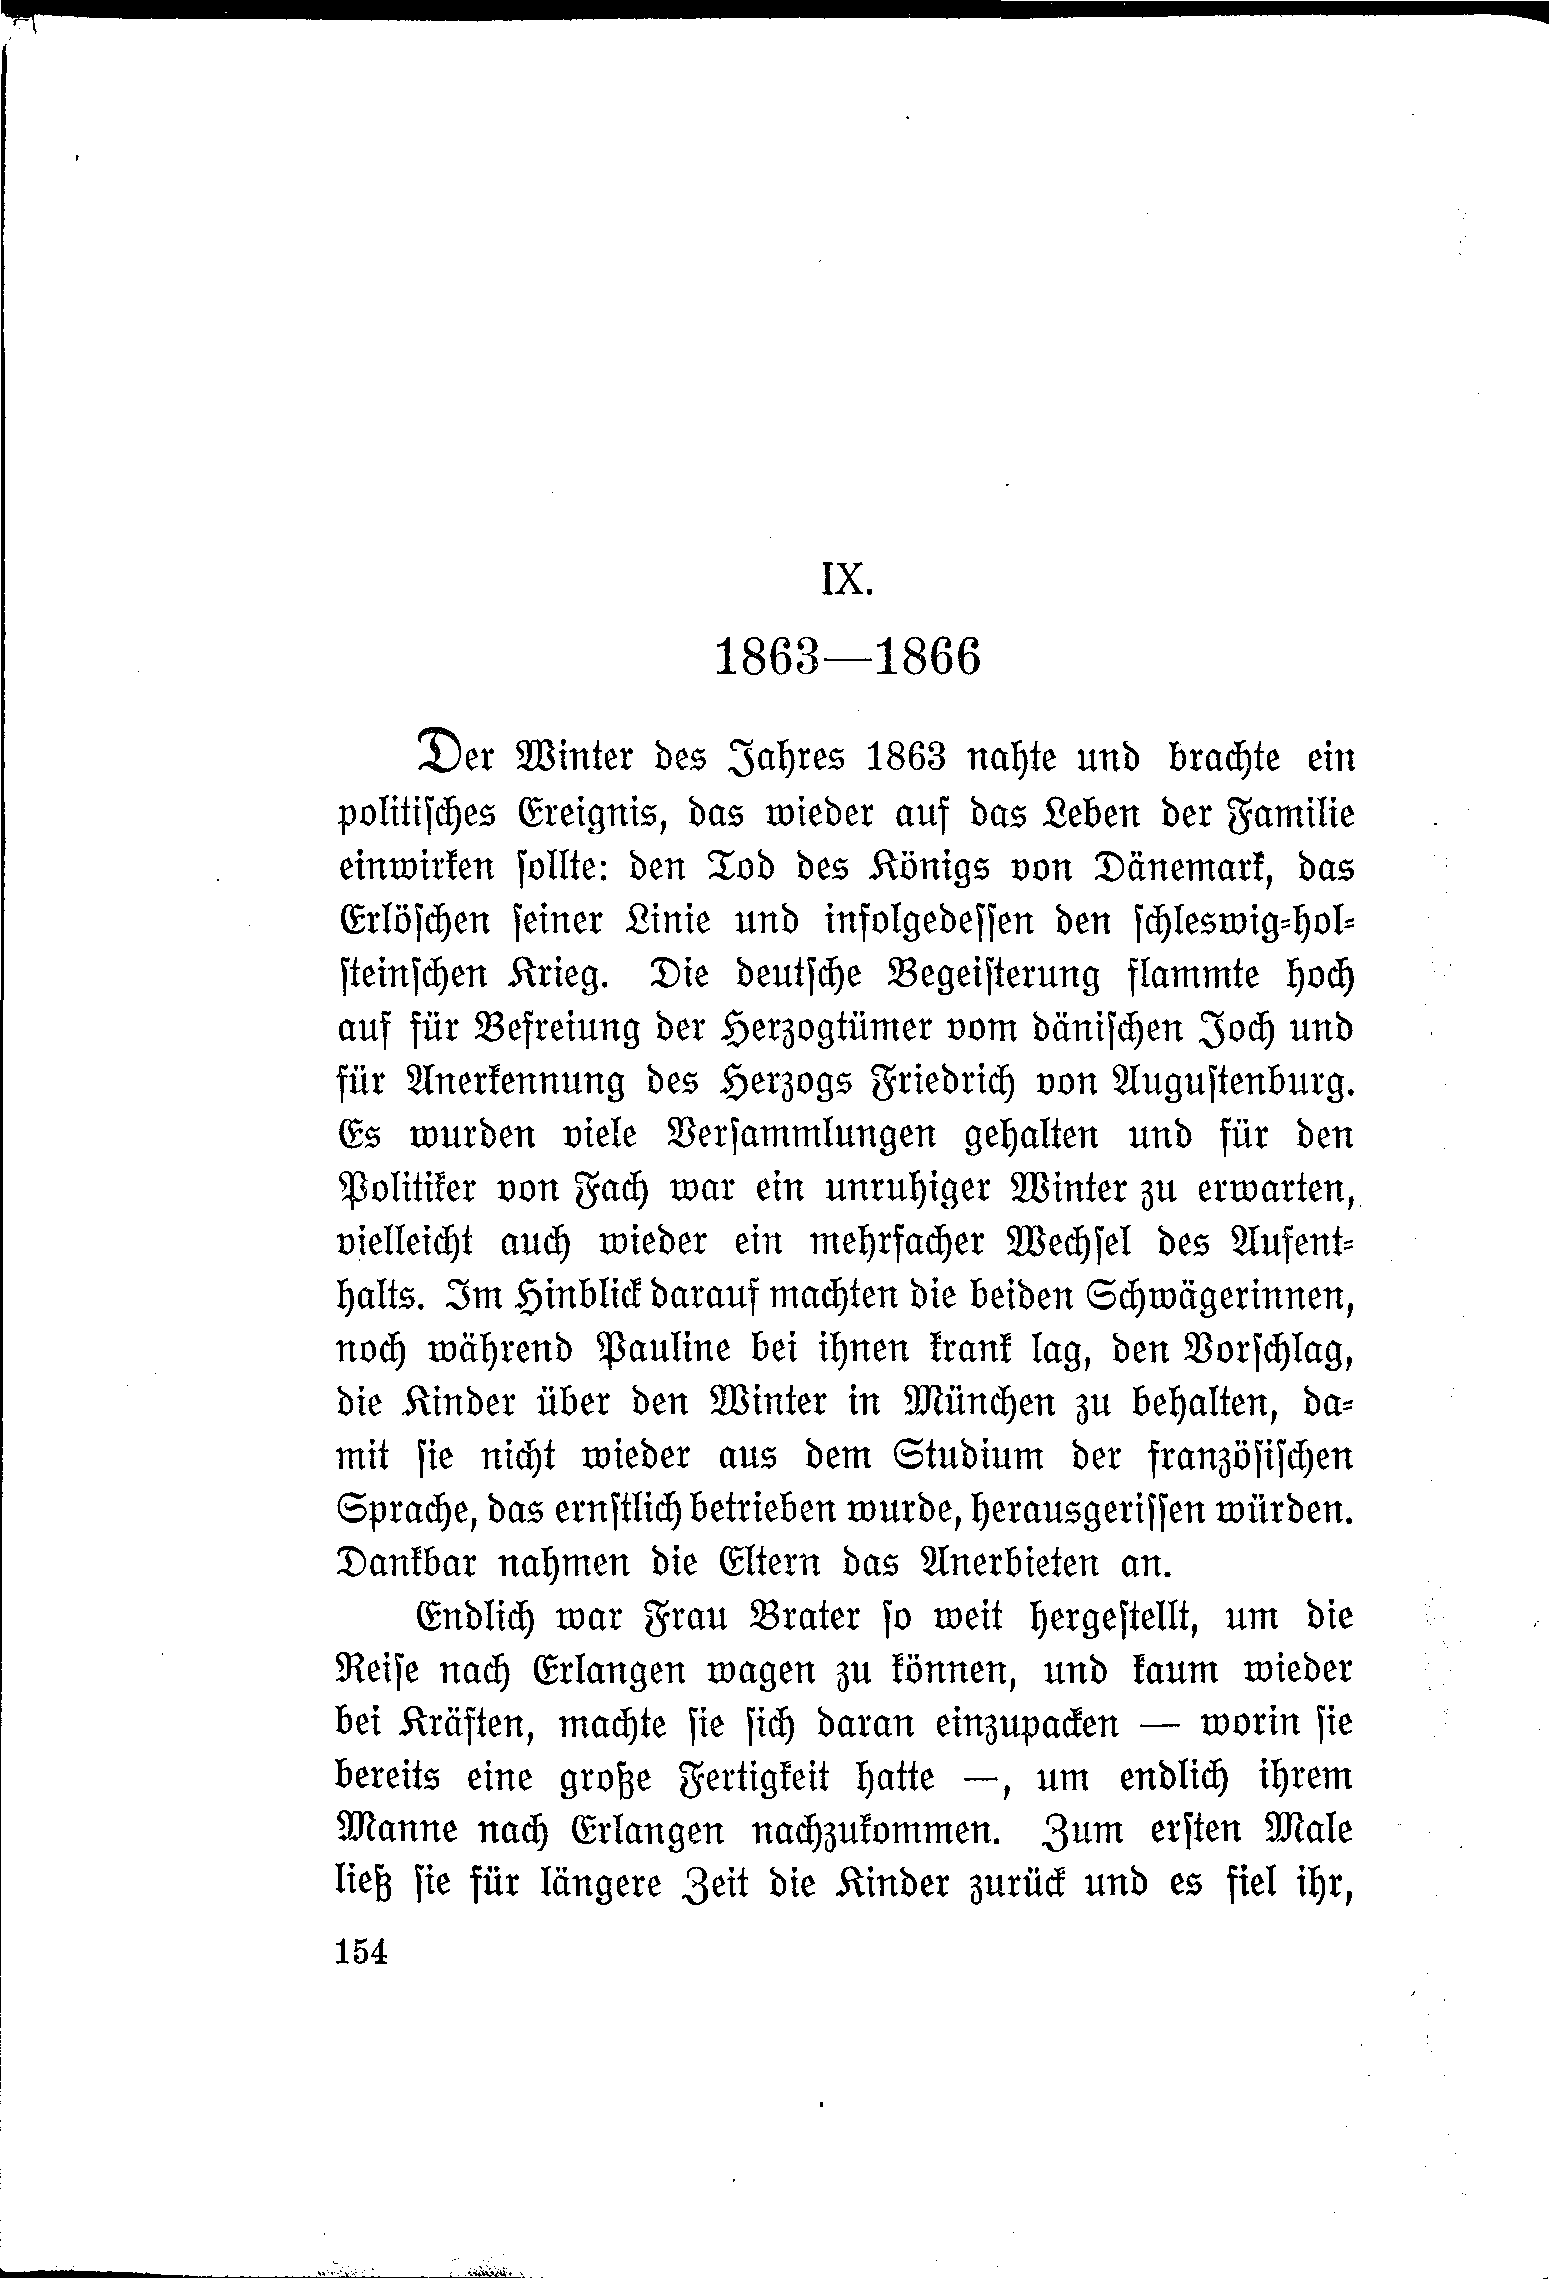 IX.
1863—1866
Der Winter des Jahres 1863 nahte und brachte ein
politisches Ereignis, das wieder auf das Leben der Familie
einwirken sollte: den Tod des Königs von Dänemark, das
Erlöschen seiner Linie und infolgedessen den schleswig-hol-
steinschen Krieg. Die deutsche Begeisterung flammte hoch
auf für Befreiung der Herzogtümer vom dänischen Joch und
für Anerkennung des Herzogs Friedrich von Augustenburg.
Es wurden viele Versammlungen gehalten und für den
Politiker von Fach war ein unruhiger Winter zu erwarten,
vielleicht auch wieder ein mehrfacher Wechsel des Aufent-
halts. Im Hinblick darauf machten die beiden Schwägerinnen,
noch während Pauline bei ihnen krank lag, den Vorschlag,
die Kinder über den Winter in München zu behalten, da-
mit sie nicht wieder aus dem Studium der französischen
Sprache, das ernstlich betrieben wurde, herausgerissen würden.
Dankbar nahmen die Eltern das Anerbieten an.
Endlich war Frau Brater so weit hergestellt, um die
Reise nach Erlangen wagen zu können, und kaum wieder
bei Kräften, machte sie sich daran einzupacken — worin sie
bereits eine große Fertigkeit hatte —, um endlich ihrem
Manne nach Erlangen nachzukommen. Zum ersten Male
ließ sie für längere Zeit die Kinder zurück und es fiel ihr,
154